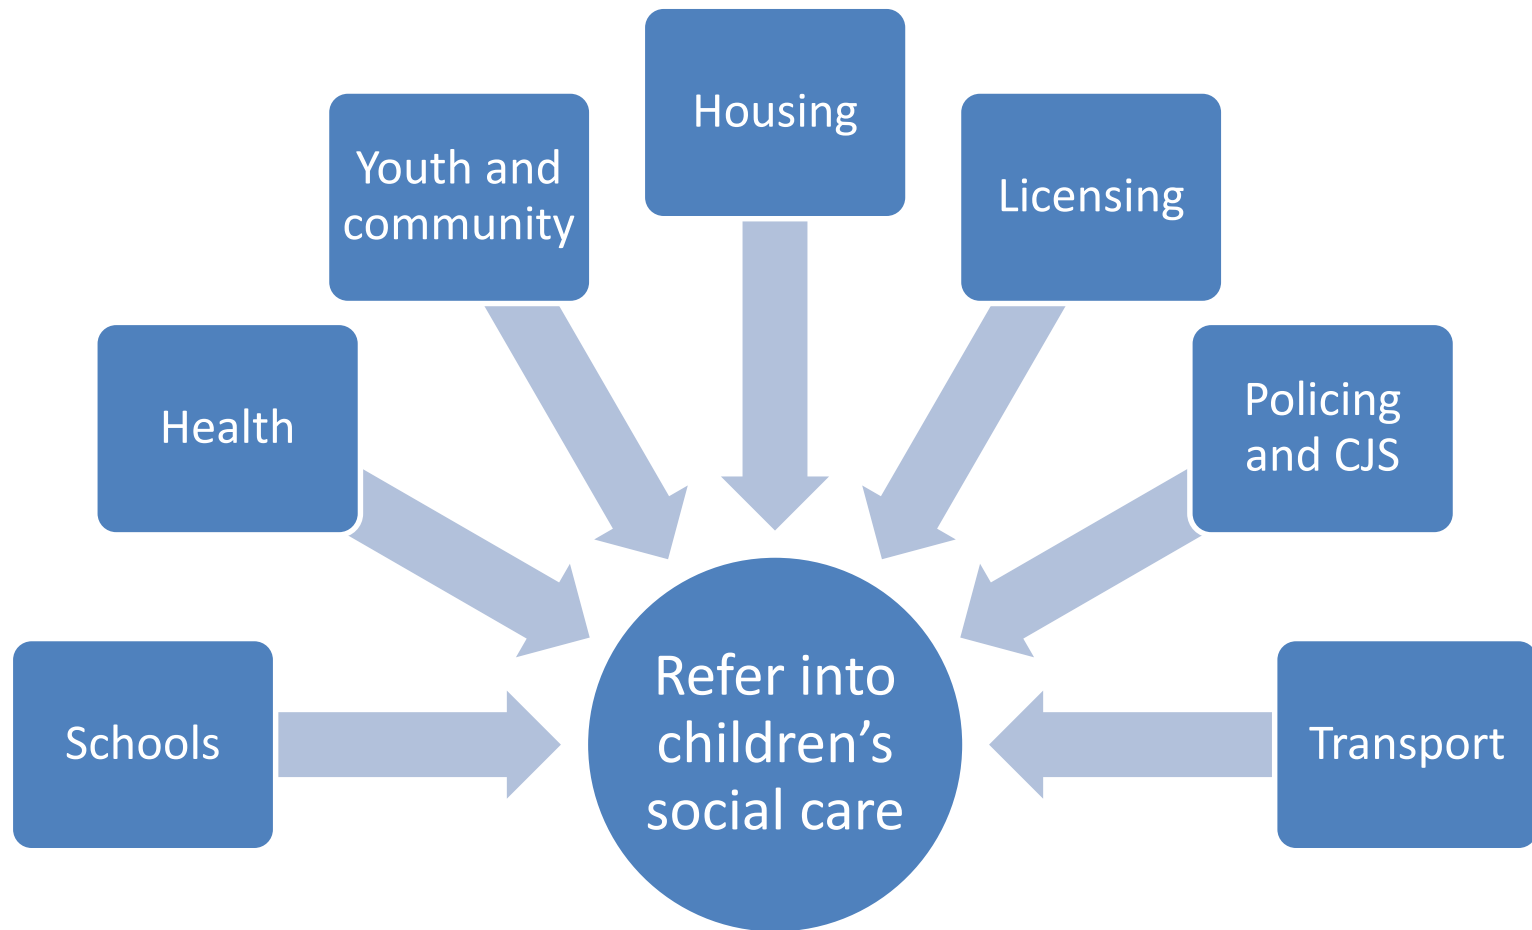 Housing
Youth and
community
Licensing
Health
Policing
and CJS
Schools
Refer into
children’s
social care
Transport